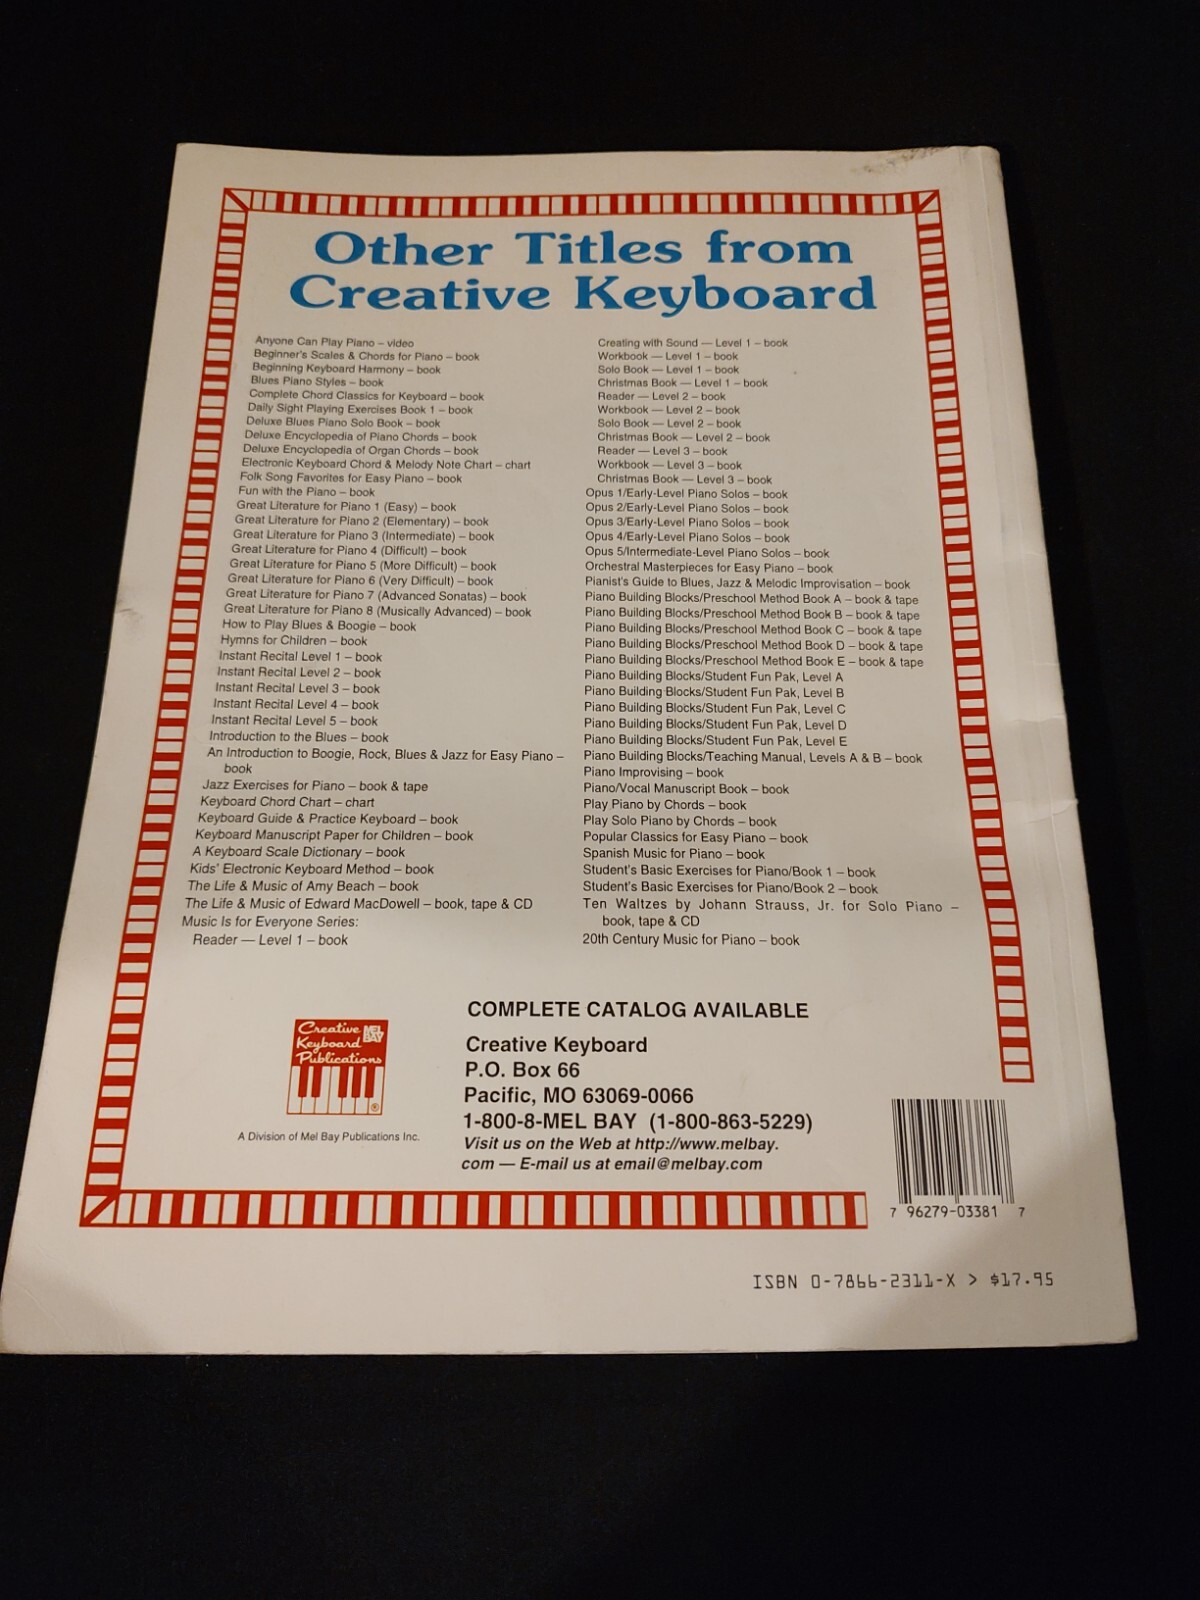 Other Titles from
Creative Keyboard
Anyone Can Play Piano – video
Beginner's Scales & Chords for Piano – book
Beginning Keyboard Harmony – book
Blues Piano Styles – book
Complete Chord Classics for Keyboard – book
Daily Sight Playing Exercises Book 1 – book
Deluxe Blues Piano Solo Book – book
Deluxe Encyclopedia of Piano Chords – book
Deluxe Encyclopedia of Organ Chords – book
Electronic Keyboard Chord & Melody Note Chart – chart
Folk Song Favorites for Easy Piano – book
Fun with the Piano – book
Great Literature for Piano 1 (Easy) – book
Great Literature for Piano 2 (Elementary) – book
Great Literature for Piano 3 (Intermediate) – book
Great Literature for Piano 4 (Difficult) – book
Great Literature for Piano 5 (More Difficult) – book
Great Literature for Piano 6 (Very Difficult) – book
Great Literature for Piano 7 (Advanced Sonatas) – book
Great Literature for Piano 8 (Musically Advanced) – book
How to Play Blues & Boogie – book
Hymns for Children – book
Instant Recital Level 1 – book
Instant Recital Level 2 – book
Instant Recital Level 3 – book
Instant Recital Level 4 – book
Instant Recital Level 5 – book
Introduction to the Blues – book
An Introduction to Boogie, Rock, Blues & Jazz for Easy Piano –
book
Jazz Exercises for Piano – book & tape
Keyboard Chord Chart – chart
Keyboard Guide & Practice Keyboard – book
Keyboard Manuscript Paper for Children – book
A Keyboard Scale Dictionary – book
Kids' Electronic Keyboard Method – book
The Life & Music of Amy Beach – book
The Life & Music of Edward MacDowell – book, tape & CD
Music Is for Everyone Series:
Reader — Level 1 – book
Creating with Sound — Level 1 – book
Workbook — Level 1 – book
Solo Book — Level 1 – book
Christmas Book — Level 1 – book
Reader — Level 2 – book
Workbook — Level 2 – book
Solo Book — Level 2 – book
Christmas Book — Level 2 – book
Reader — Level 3 – book
Workbook — Level 3 – book
Christmas Book — Level 3 – book
Opus 1/Early-Level Piano Solos – book
Opus 2/Early-Level Piano Solos – book
Opus 3/Early-Level Piano Solos – book
Opus 4/Early-Level Piano Solos – book
Opus 5/Intermediate-Level Piano Solos – book
Orchestral Masterpieces for Easy Piano – book
Pianist's Guide to Blues, Jazz & Melodic Improvisation – book
Piano Building Blocks/Preschool Method Book A – book & tape
Piano Building Blocks/Preschool Method Book B – book & tape
Piano Building Blocks/Preschool Method Book C – book & tape
Piano Building Blocks/Preschool Method Book D – book & tape
Piano Building Blocks/Preschool Method Book E – book & tape
Piano Building Blocks/Student Fun Pak, Level A
Piano Building Blocks/Student Fun Pak, Level B
Piano Building Blocks/Student Fun Pak, Level C
Piano Building Blocks/Student Fun Pak, Level D
Piano Building Blocks/Student Fun Pak, Level E
Piano Building Blocks/Teaching Manual, Levels A & B – book
Piano Improvising – book
Piano/Vocal Manuscript Book – book
Play Piano by Chords – book
Play Solo Piano by Chords – book
Popular Classics for Easy Piano – book
Spanish Music for Piano – book
Student's Basic Exercises for Piano/Book 1 – book
Student's Basic Exercises for Piano/Book 2 – book
Ten Waltzes by Johann Strauss, Jr. for Solo Piano –
book, tape & CD
20th Century Music for Piano – book
Creative MEL
Keyboard BAY
Publications
®
A Division of Mel Bay Publications Inc.
COMPLETE CATALOG AVAILABLE
Creative Keyboard
P.O. Box 66
Pacific, MO 63069-0066
1-800-8-MEL BAY (1-800-863-5229)
Visit us on the Web at http://www.melbay.
com — E-mail us at email@melbay.com
7 96279-03381 7
ISBN 0-7866-2311-X > $17.95